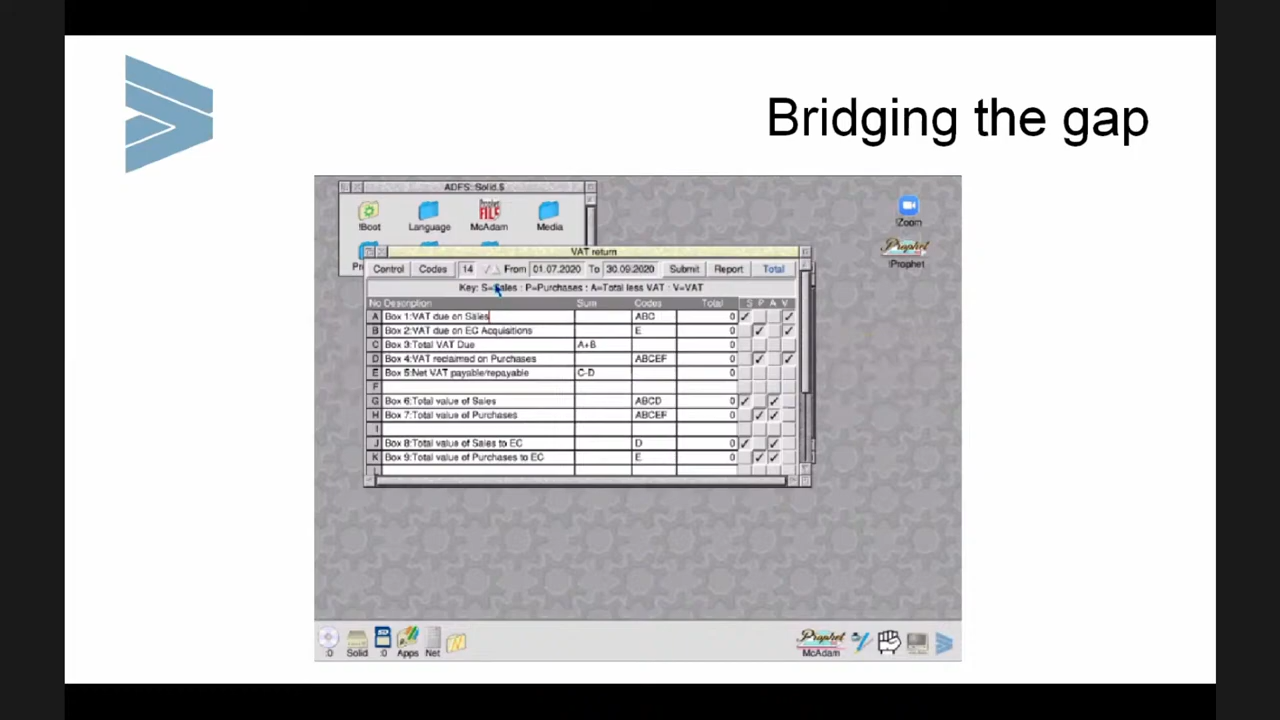 Bridging the gap
ADFS::Solid.$
!Boot Language McAdam Media
Prophet FILE
!Zoom
Prophet
!Prophet
VAT return
Control Codes 14 From 01.07.2020 To 30.09.2020 Submit Report Total
Key: S=Sales : P=Purchases : A=Total less VAT : V=VAT
No Description Sum Codes Total S P A V
A Box 1:VAT due on Sales ABC 0
B Box 2:VAT due on EC Acquisitions E 0
C Box 3:Total VAT Due A+B 0
D Box 4:VAT reclaimed on Purchases ABCEF 0
E Box 5:Net VAT payable/repayable C-D 0
F
G Box 6:Total value of Sales ABCD 0
H Box 7:Total value of Purchases ABCEF 0
I
J Box 8:Total value of Sales to EC D 0
K Box 9:Total value of Purchases to EC E 0
:0 Solid :0 Apps Net
Prophet
McAdam